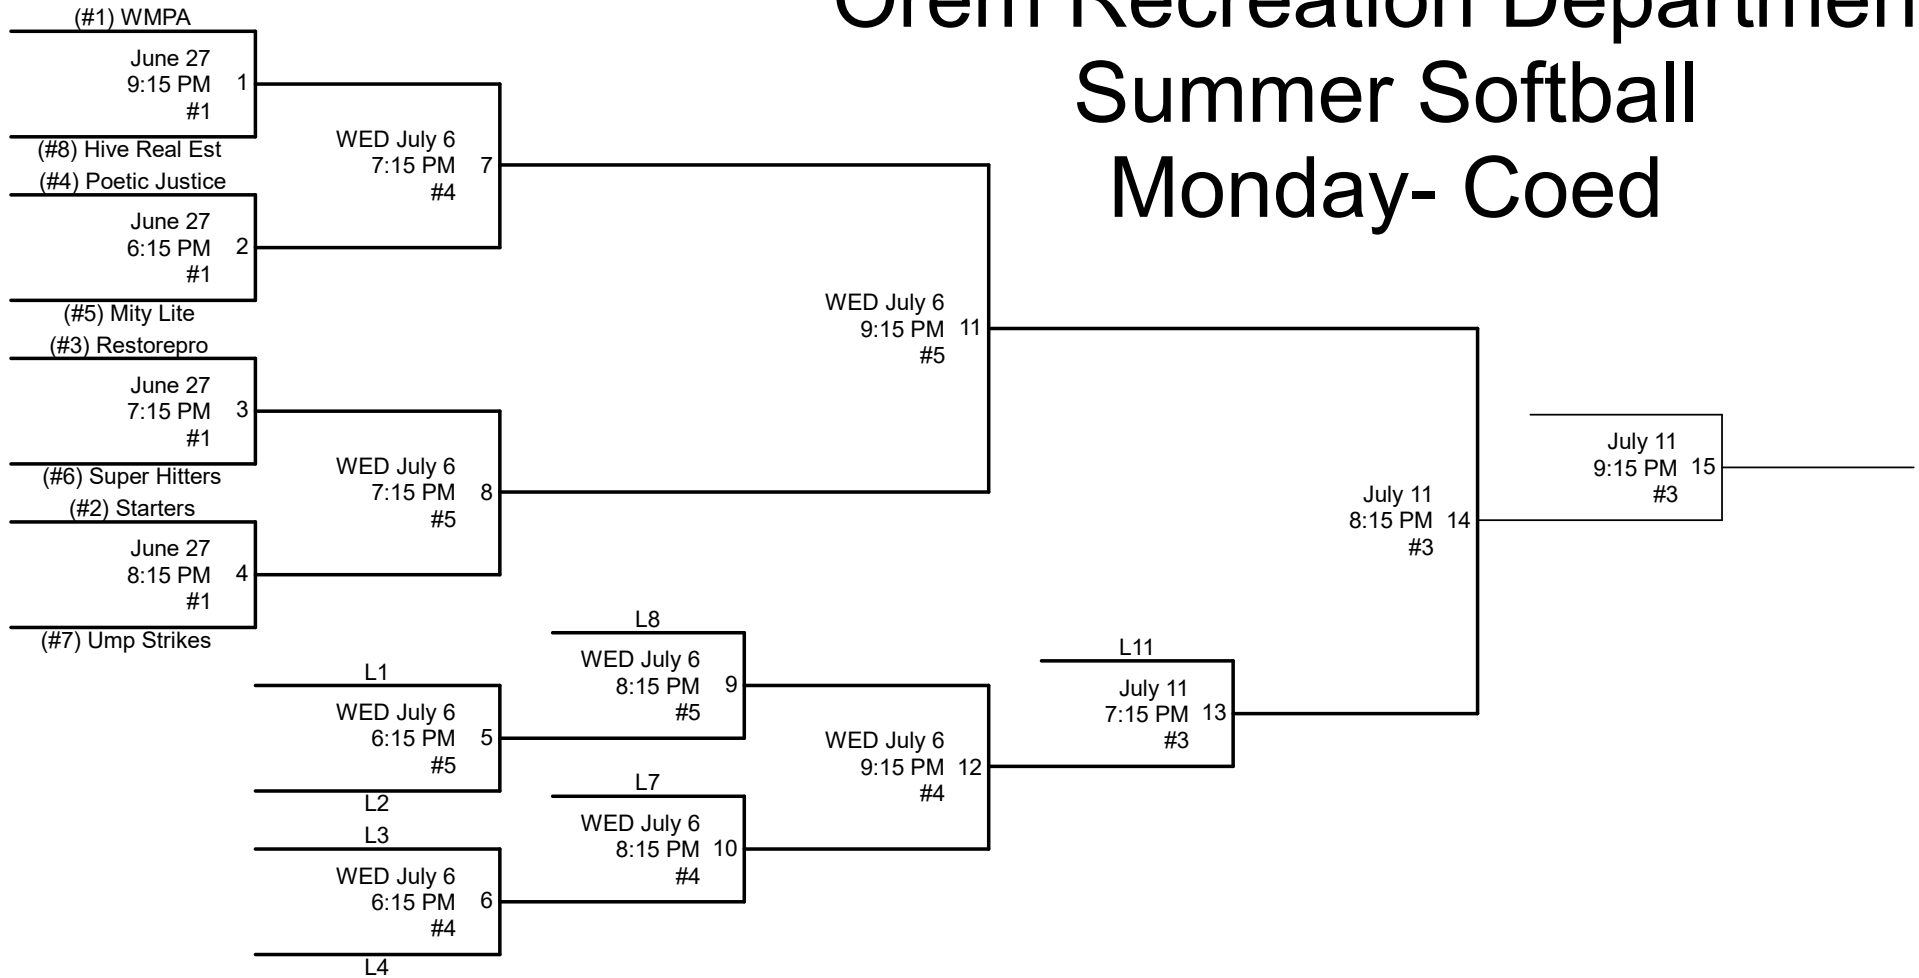 Orem Recreation Departmen
Summer Softball
Monday- Coed
(#1) WMPA
June 27
9:15 PM 1
#1
(#8) Hive Real Est
(#4) Poetic Justice
June 27
6:15 PM 2
#1
(#5) Mity Lite
(#3) Restorepro
June 27
7:15 PM 3
#1
(#6) Super Hitters
(#2) Starters
June 27
8:15 PM 4
#1
(#7) Ump Strikes
WED July 6
7:15 PM 7
#4
WED July 6
7:15 PM 8
#5
L1
WED July 6
6:15 PM 5
#5
L2
L3
WED July 6
6:15 PM 6
#4
L4
L8
WED July 6
8:15 PM 9
#5
L7
WED July 6
8:15 PM 10
#4
WED July 6
9:15 PM 11
#5
WED July 6
9:15 PM 12
#4
L11
July 11
7:15 PM 13
#3
July 11
8:15 PM 14
#3
July 11
9:15 PM 15
#3